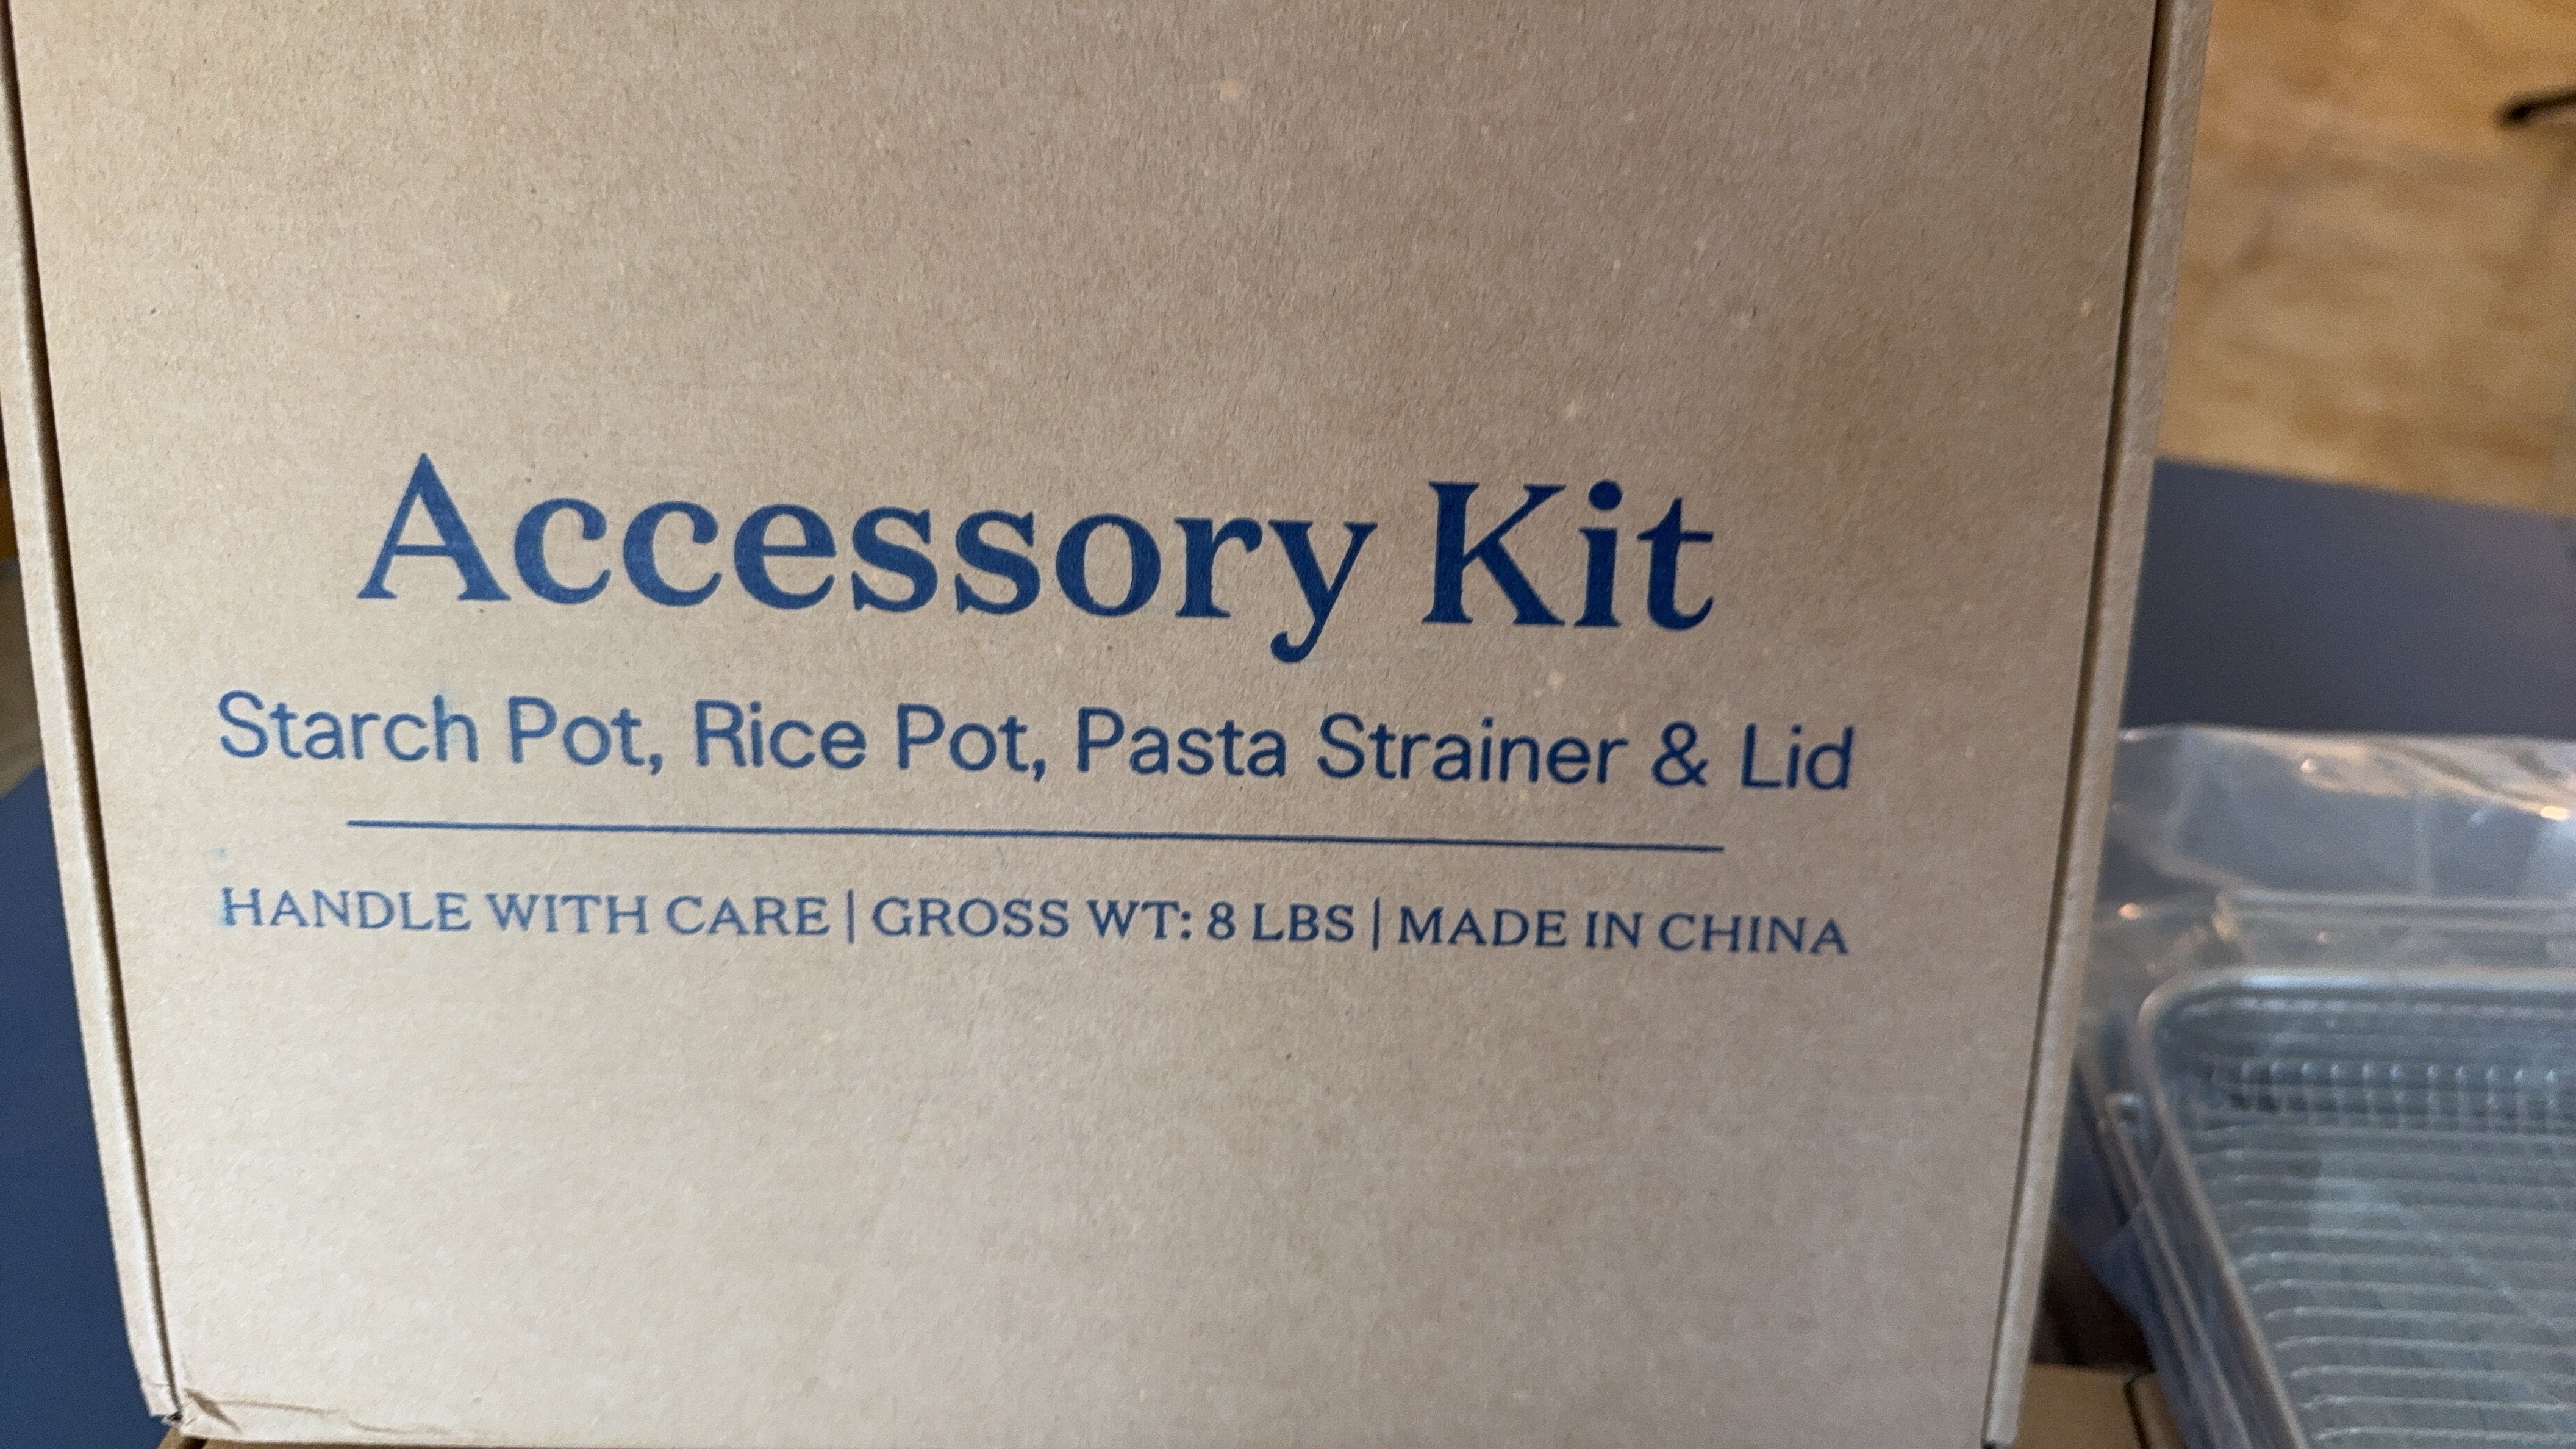 Accessory Kit
Starch Pot, Rice Pot, Pasta Strainer & Lid
HANDLE WITH CARE | GROSS WT: 8 LBS | MADE IN CHINA